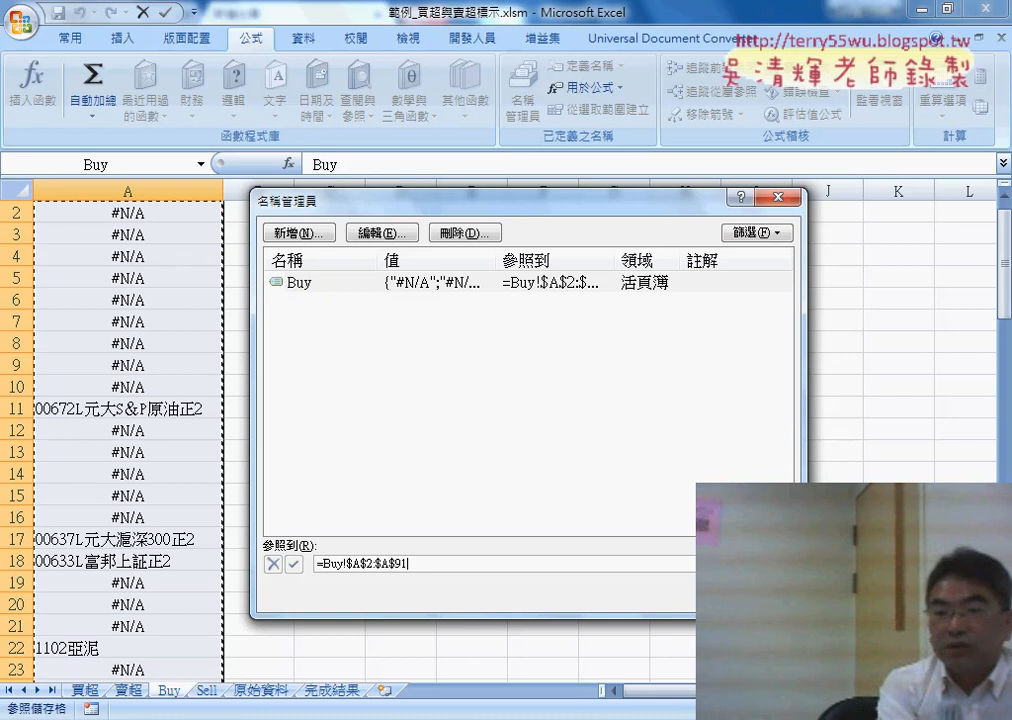 範例_買超與賣超標示.xlsm - Microsoft Excel
常用 插入 版面配置 公式 資料 校閱 檢視 開發人員 增益集 Universal Document Conve
http://terry55wu.blogspot.tw
吳清輝老師錄製
插入函數 自動加總 最近用過的函數 財務 邏輯 文字 日期及時間 查閱與參照 數學與三角函數 其他函數
函數程式庫
名稱管理員 定義名稱 用於公式 從選取範圍建立
已定義之名稱
追蹤前 追蹤從屬參照 移除箭號 錯誤檢查 評估值公式 監看視窗
公式稽核
重算選項
計算
Buy fx Buy
A J K L
2 #N/A
3 #N/A
4 #N/A
5 #N/A
6 #N/A
7 #N/A
8 #N/A
9 #N/A
10 #N/A
11 00672L元大S&P原油正2
12 #N/A
13 #N/A
14 #N/A
15 #N/A
16 #N/A
17 00637L元大滬深300正2
18 00633L富邦上証正2
19 #N/A
20 #N/A
21 #N/A
22 1102亞泥
23 #N/A
名稱管理員
新增(N)... 編輯(E)... 刪除(D)... 篩選(F)
名稱 值 參照到 領域 註解
Buy {"#N/A";"#N/... =Buy!$A$2:$... 活頁簿
參照到(R):
=Buy!$A$2:$A$91
買超 賣超 Buy Sell 原始資料 完成結果
參照儲存格